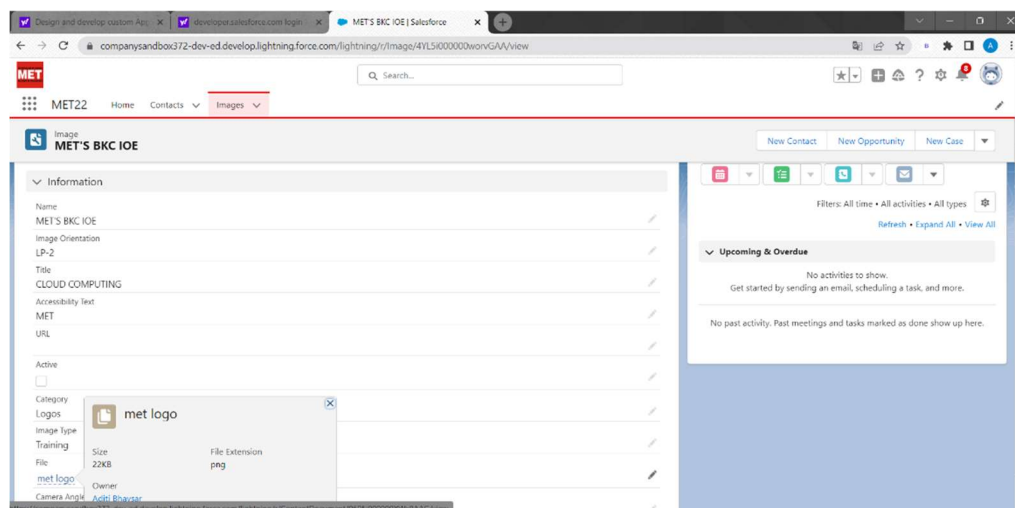 Design and develop custom App
developer.salesforce.com login
MET'S BKC IOE | Salesforce
companysandbox372-dev-ed.develop.lightning.force.com/lightning/r/Image/4YL5i000000worvGAA/view
MET
Search...
MET22 Home Contacts Images
Image
MET'S BKC IOE
New Contact New Opportunity New Case
Information
Name
MET'S BKC IOE
Image Orientation
LP-2
Title
CLOUD COMPUTING
Accessibility Text
MET
URL
Active
Category
Logos
Image Type
Training
File
met logo
Camera Angle
met logo
Size
22KB
File Extension
png
Owner
Aditi Bhavsar
Filters: All time • All activities • All types
Refresh • Expand All • View All
Upcoming & Overdue
No activities to show.
Get started by sending an email, scheduling a task, and more.
No past activity. Past meetings and tasks marked as done show up here.